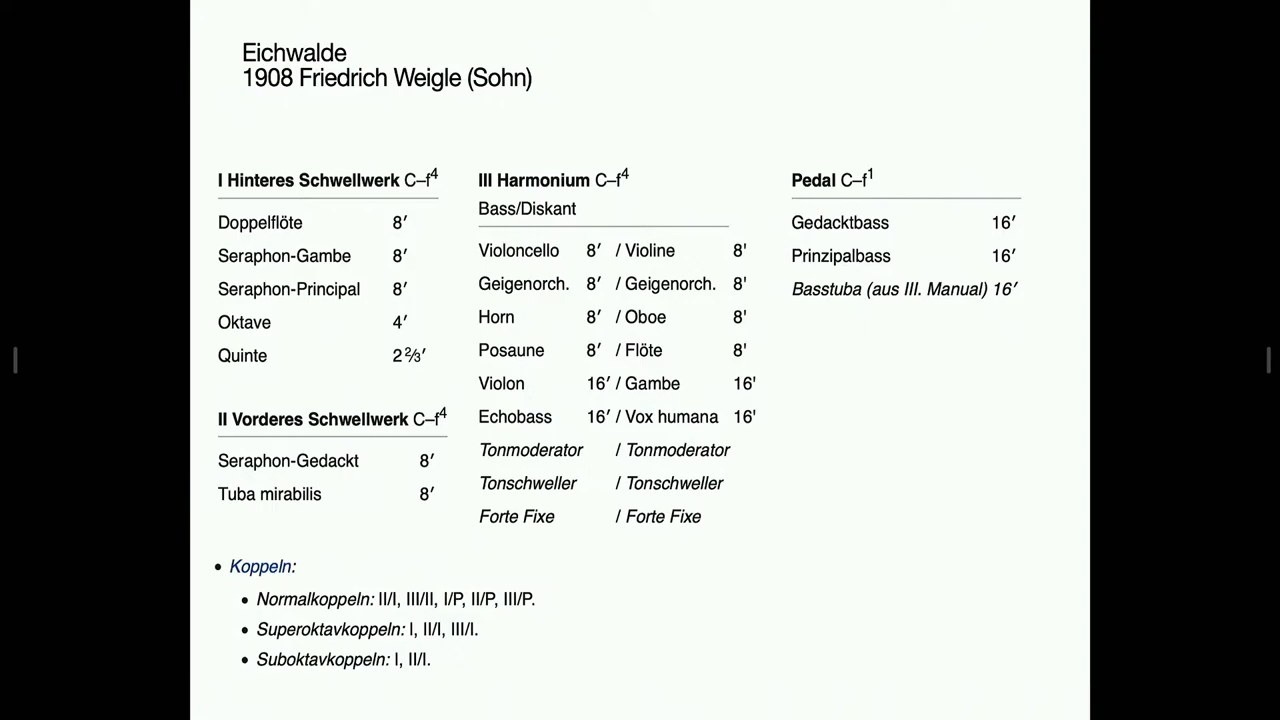 Eichwalde
1908 Friedrich Weigle (Sohn)
I Hinteres Schwellwerk C–f4
Doppelflöte 8′
Seraphon-Gambe 8′
Seraphon-Principal 8′
Oktave 4′
Quinte 2⅔′
II Vorderes Schwellwerk C–f4
Seraphon-Gedackt 8′
Tuba mirabilis 8′
III Harmonium C–f4
Bass/Diskant
Violoncello 8′ / Violine 8'
Geigenorch. 8′ / Geigenorch. 8'
Horn 8′ / Oboe 8'
Posaune 8′ / Flöte 8'
Violon 16′ / Gambe 16'
Echobass 16′ / Vox humana 16'
Tonmoderator / Tonmoderator
Tonschweller / Tonschweller
Forte Fixe / Forte Fixe
Pedal C–f1
Gedacktbass 16′
Prinzipalbass 16′
Basstuba (aus III. Manual) 16′
• Koppeln:
• Normalkoppeln: II/I, III/II, I/P, II/P, III/P.
• Superoktavkoppeln: I, II/I, III/I.
• Suboktavkoppeln: I, II/I.